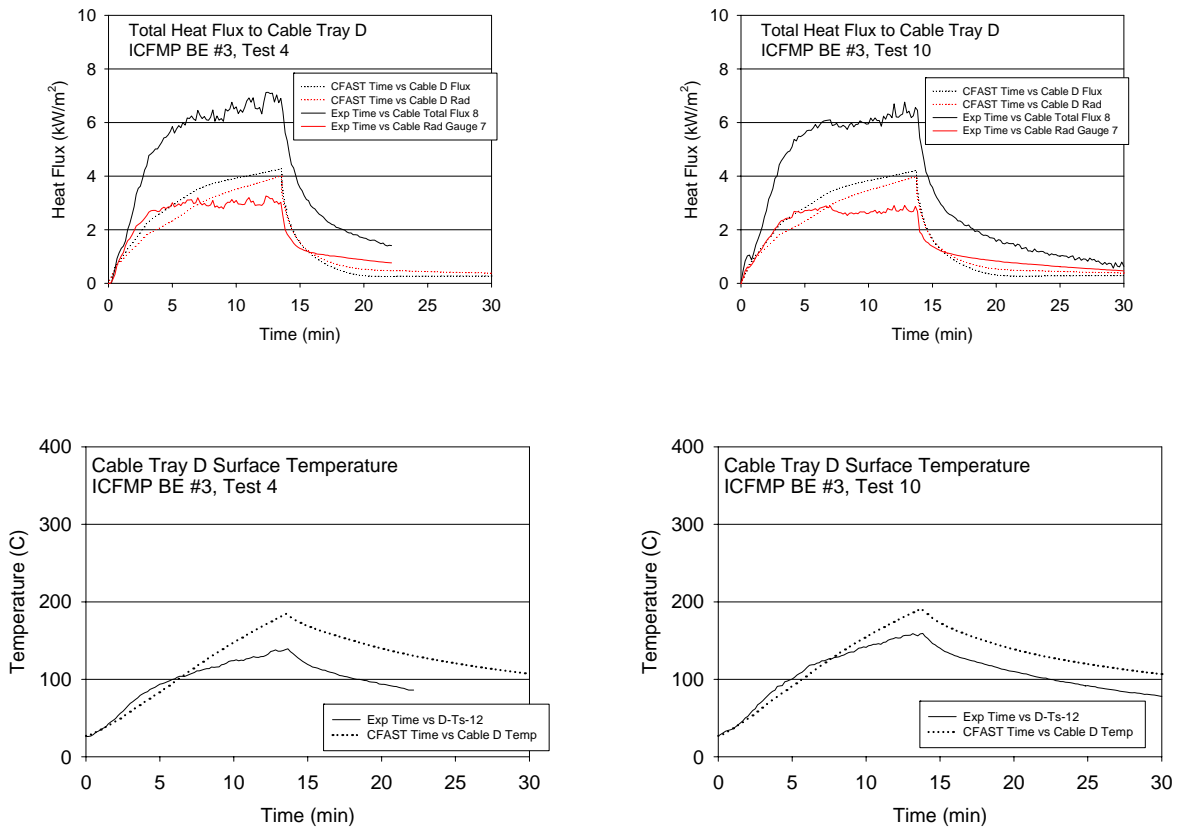 Total Heat Flux to Cable Tray D
ICFMP BE #3, Test 4
CFAST Time vs Cable D Flux
CFAST Time vs Cable D Rad
Exp Time vs Cable Total Flux 8
Exp Time vs Cable Rad Gauge 7
Heat Flux (kW/m²)
10
8
6
4
2
0
0 5 10 15 20 25 30
Time (min)
Total Heat Flux to Cable Tray D
ICFMP BE #3, Test 10
CFAST Time vs Cable D Flux
CFAST Time vs Cable D Rad
Exp Time vs Cable Total Flux 8
Exp Time vs Cable Rad Gauge 7
Heat Flux (kW/m²)
10
8
6
4
2
0
0 5 10 15 20 25 30
Time (min)
Cable Tray D Surface Temperature
ICFMP BE #3, Test 4
Temperature (C)
400
300
200
100
0
Exp Time vs D-Ts-12
CFAST Time vs Cable D Temp
0 5 10 15 20 25 30
Time (min)
Cable Tray D Surface Temperature
ICFMP BE #3, Test 10
Temperature (C)
400
300
200
100
0
Exp Time vs D-Ts-12
CFAST Time vs Cable D Temp
0 5 10 15 20 25 30
Time (min)